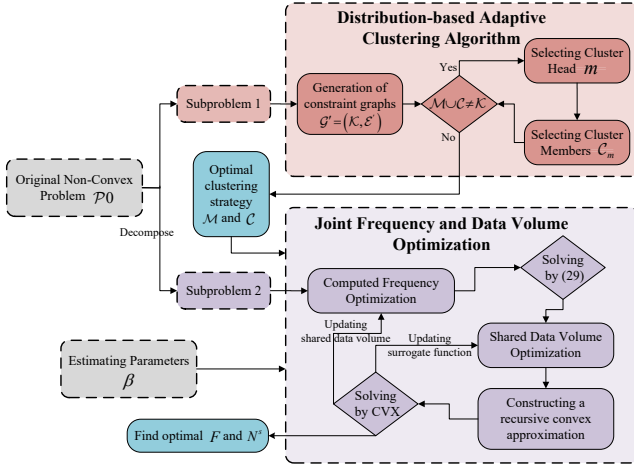 Distribution-based Adaptive
Clustering Algorithm
Subproblem 1
Generation of
constraint graphs
𝒢′=(𝒦,ℰ′)
Yes
ℳ∪𝒞≠𝒦
No
Selecting Cluster
Head m
Selecting Cluster
Members 𝒞ₘ
Original Non-Convex
Problem 𝒫0
Decompose
Optimal
clustering
strategy
ℳ and 𝒞
Joint Frequency and Data Volume
Optimization
Subproblem 2
Computed Frequency
Optimization
Solving
by (29)
Updating
shared data volume
Updating
surrogate function
Shared Data Volume
Optimization
Estimating Parameters
β
Solving
by CVX
Constructing a
recursive convex
approximation
Find optimal F and Nˢ